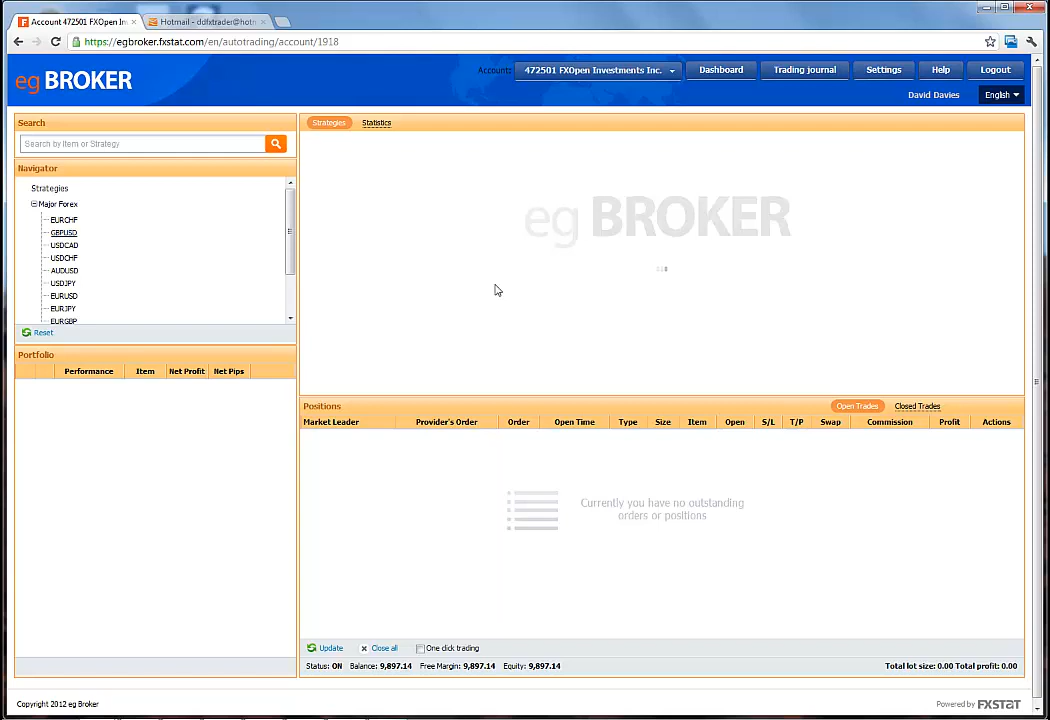 Account 472501 FXOpen In
Hotmail - ddfxtrader@hotm
https://egbroker.fxstat.com/en/autotrading/account/1918
eg BROKER
Account:
472501 FXOpen Investments Inc.
Dashboard
Trading journal
Settings
Help
Logout
David Davies
English
Search
Search by Item or Strategy
Navigator
Strategies
Major Forex
EURCHF
GBPUSD
USDCAD
USDCHF
AUDUSD
USDJPY
EURUSD
EURJPY
EURGBP
Reset
Portfolio
Performance Item Net Profit Net Pips
Strategies Statistics
eg BROKER
Positions
Open Trades Closed Trades
Market Leader Provider's Order Order Open Time Type Size Item Open S/L T/P Swap Commission Profit Actions
Currently you have no outstanding
orders or positions
Update Close all One click trading
Status: ON Balance: 9,897.14 Free Margin: 9,897.14 Equity: 9,897.14
Total lot size: 0.00 Total profit: 0.00
Copyright 2012 eg Broker
Powered by FXSTAT